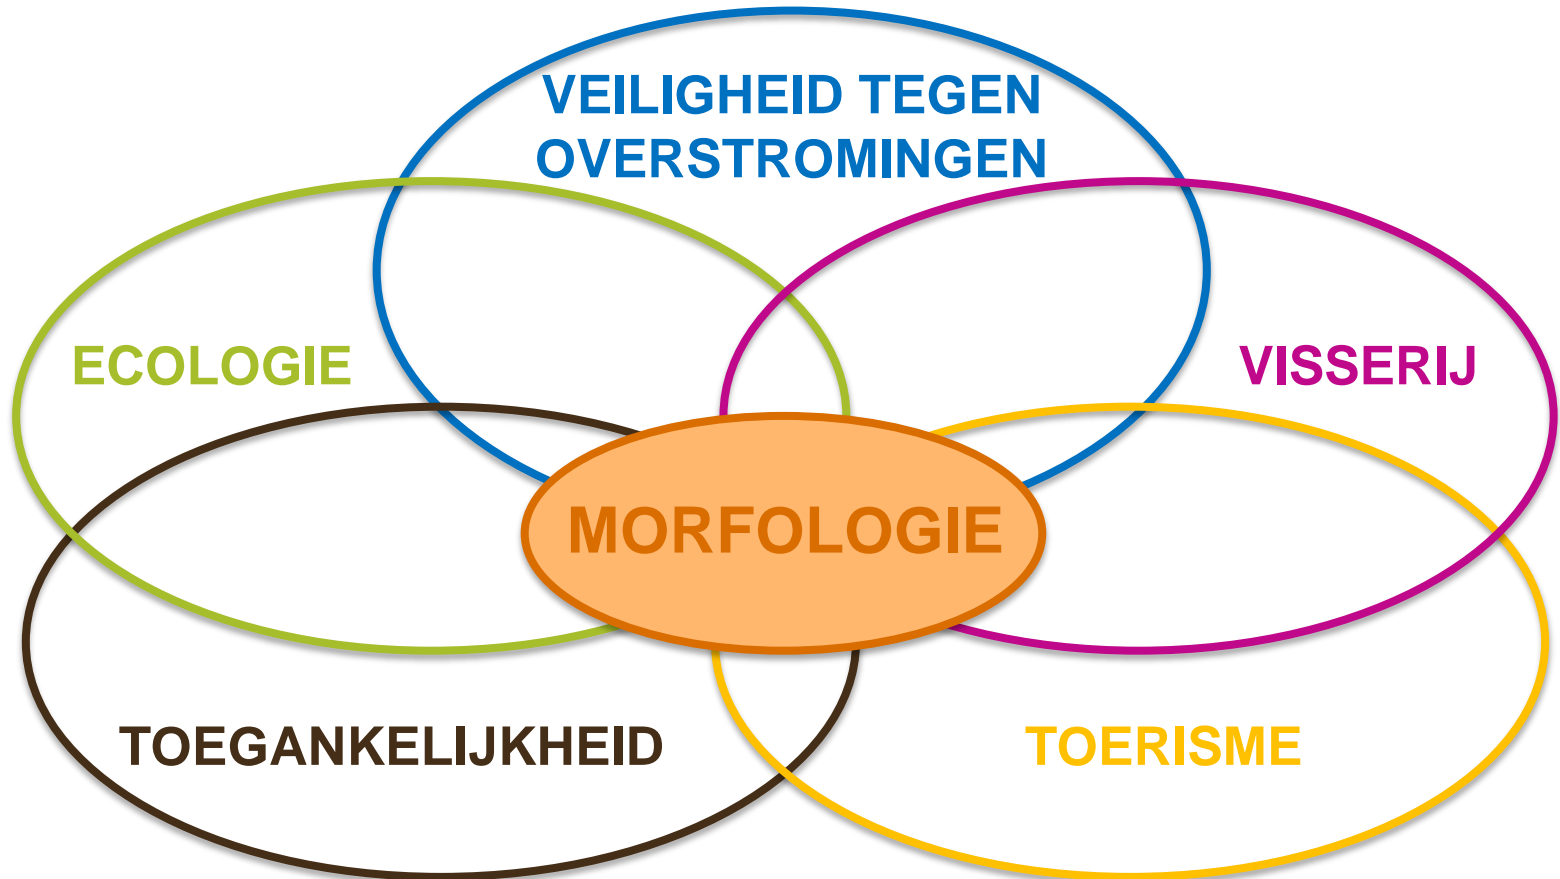 VEILIGHEID TEGEN
OVERSTROMINGEN
ECOLOGIE
VISSERIJ
MORFOLOGIE
TOEGANKELIJKHEID
TOERISME